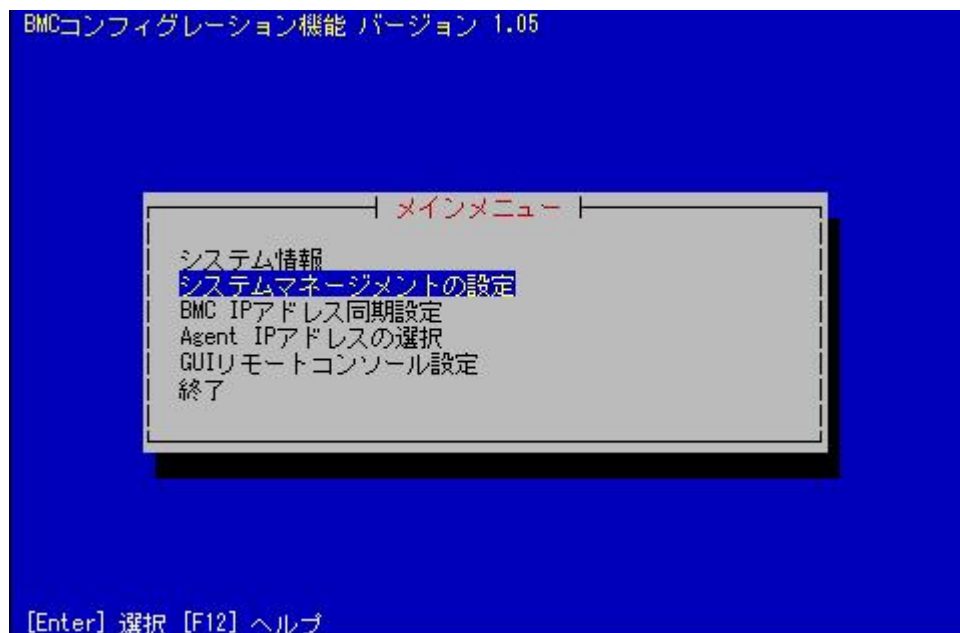 BMCコンフィグレーション機能 バージョン 1.05
メインメニュー
システム情報
システムマネージメントの設定
BMC IPアドレス同期設定
Agent IPアドレスの選択
GUIリモートコンソール設定
終了
[Enter] 選択 [F12] ヘルプ